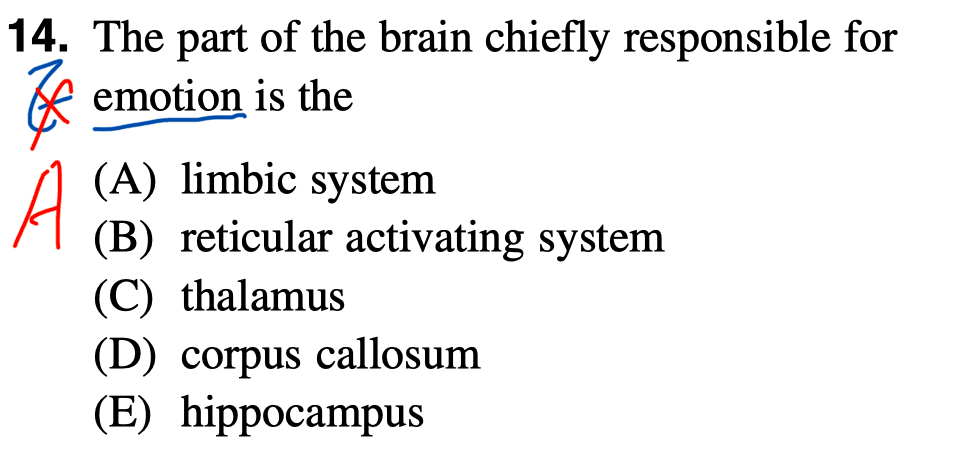 14. The part of the brain chiefly responsible for
emotion is the
A
(A) limbic system
(B) reticular activating system
(C) thalamus
(D) corpus callosum
(E) hippocampus